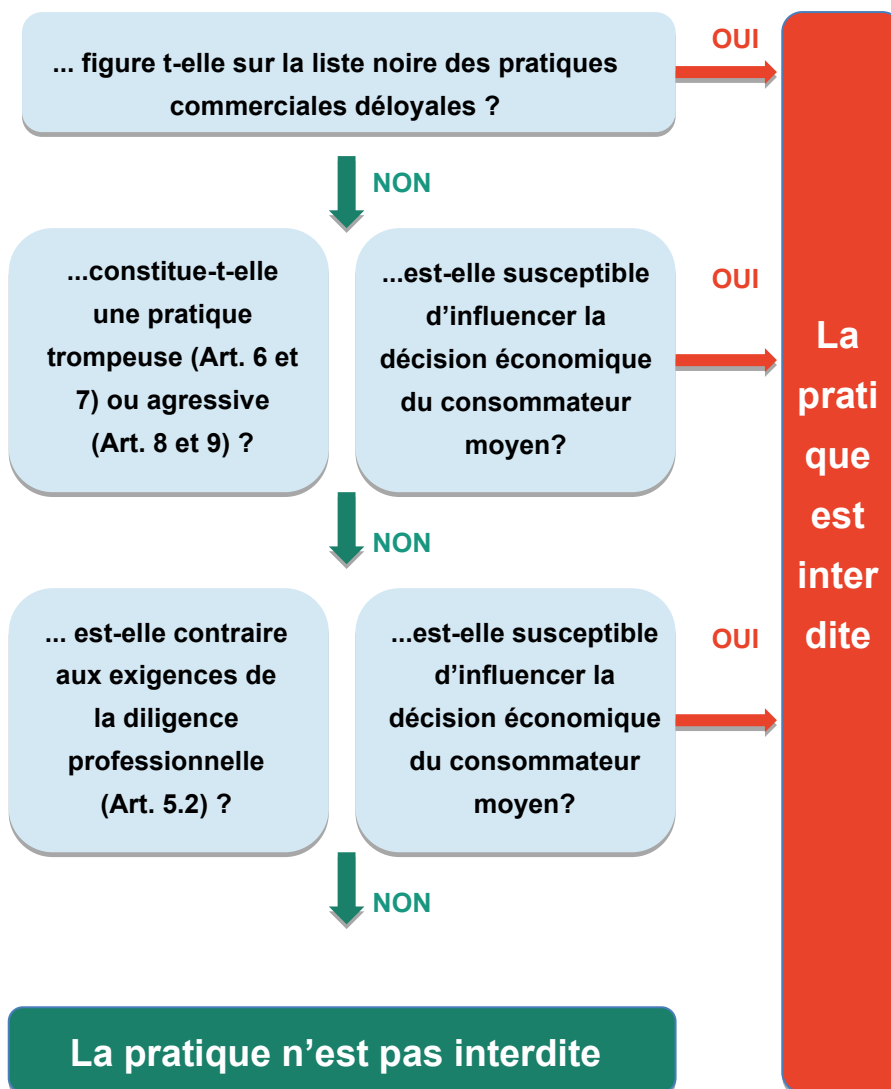 ... figure t-elle sur la liste noire des pratiques
commerciales déloyales ?
OUI
NON
...constitue-t-elle
une pratique
trompeuse (Art. 6 et
7) ou agressive
(Art. 8 et 9) ?
...est-elle susceptible
d'influencer la
décision économique
du consommateur
moyen?
OUI
NON
... est-elle contraire
aux exigences de
la diligence
professionnelle
(Art. 5.2) ?
...est-elle susceptible
d'influencer la
décision économique
du consommateur
moyen?
OUI
NON
La
prati
que
est
inter
dite
La pratique n'est pas interdite